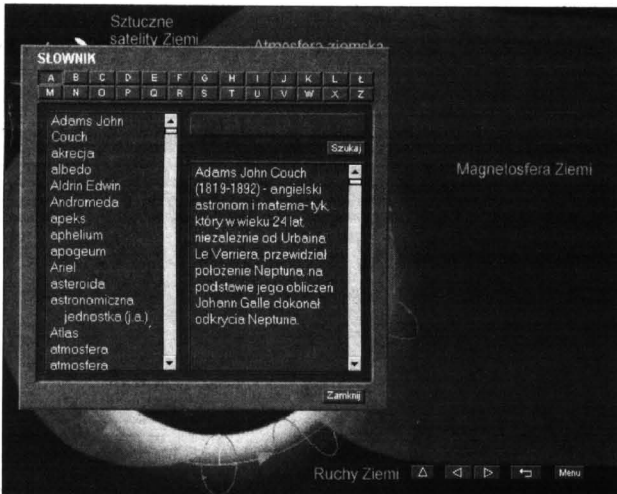 Sztuczne
satelity Ziemi
Atmosfera ziemska
SŁOWNIK
A B C D E F G H I J K L Ł
M N O P Q R S T U V W X Z
Adams John
Couch
akrecja
albedo
Aldrin Edwin
Andromeda
apeks
aphelium
apogeum
Ariel
asteroida
astronomiczna
jednostka (j.a.)
Atlas
atmosfera
atmosfera
Szukaj
Adams John Couch
(1819-1892) - angielski
astronom i matema-tyk,
który w wieku 24 lat,
niezależnie od Urbaina
Le Verriera, przewidział
położenie Neptuna; na
podstawie jego obliczeń
Johann Galle dokonał
odkrycia Neptuna.
Zamknij
Magnetosfera Ziemi
Ruchy Ziemi
Menu